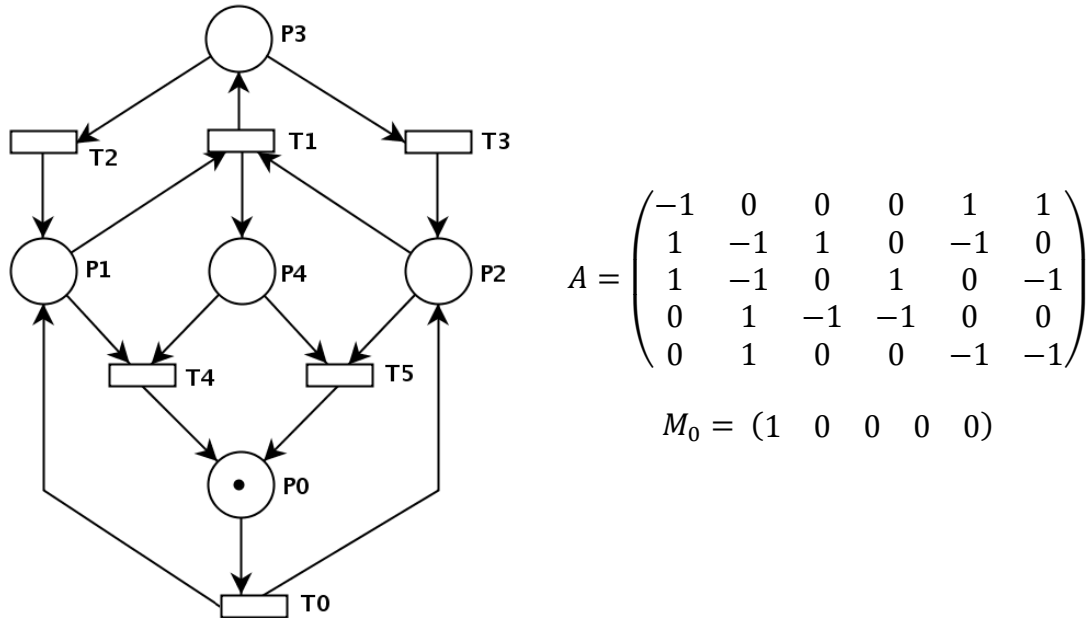 P3
T2
T1
T3
P1
P4
P2
T4
T5
P0
T0
A = ( −1 0 0 0 1 1
1 −1 1 0 −1 0
1 −1 0 1 0 −1
0 1 −1 −1 0 0
0 1 0 0 −1 −1 )
M₀ = (1 0 0 0 0)